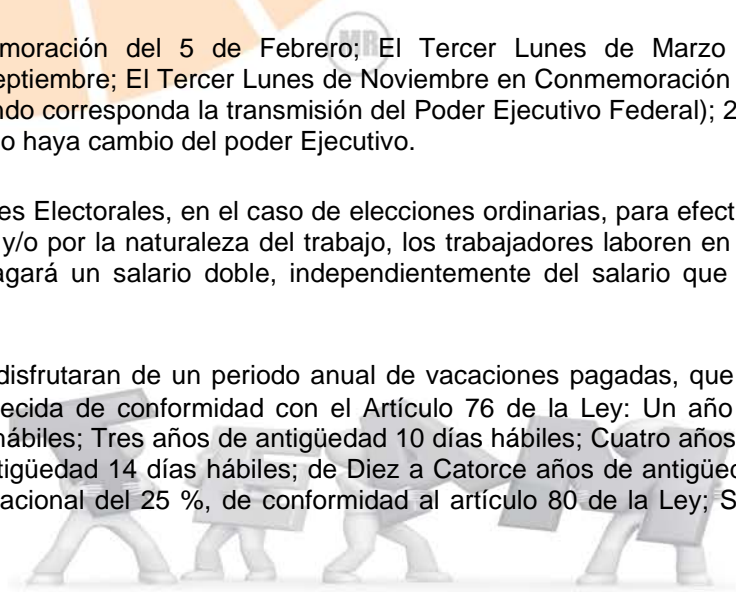 MR
moración del 5 de Febrero; El Tercer Lunes de Marzo
eptiembre; El Tercer Lunes de Noviembre en Conmemoración
ndo corresponda la transmisión del Poder Ejecutivo Federal); 2
o haya cambio del poder Ejecutivo.
es Electorales, en el caso de elecciones ordinarias, para efect
y/o por la naturaleza del trabajo, los trabajadores laboren en
agará un salario doble, independientemente del salario que
disfrutaran de un periodo anual de vacaciones pagadas, que
ecida de conformidad con el Artículo 76 de la Ley: Un año
hábiles; Tres años de antigüedad 10 días hábiles; Cuatro años
tigüedad 14 días hábiles; de Diez a Catorce años de antigüed
acional del 25 %, de conformidad al artículo 80 de la Ley; S